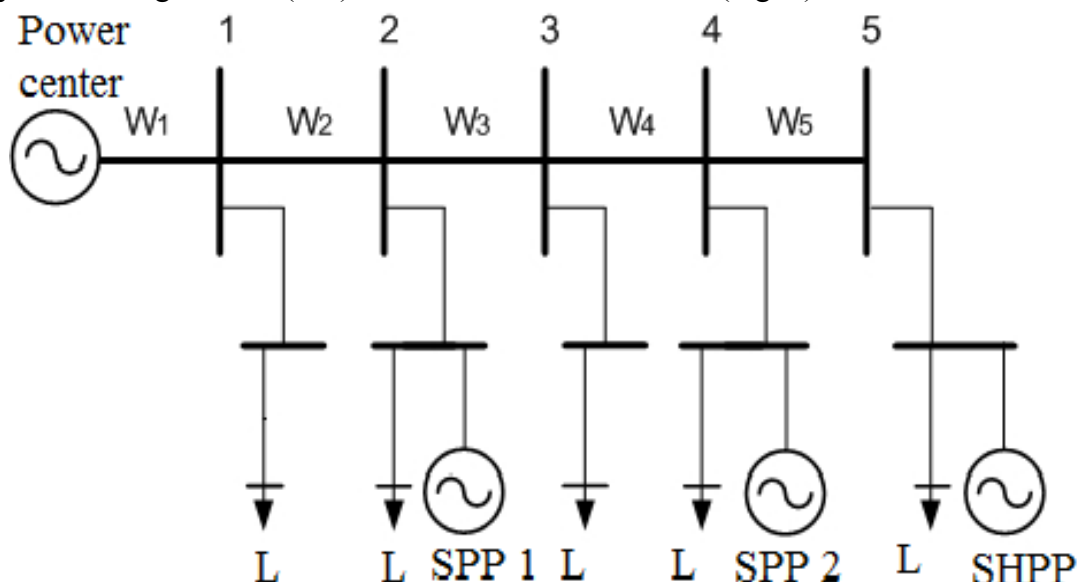 Power
center
1 2 3 4 5
W1 W2 W3 W4 W5
L L SPP 1 L L SPP 2 L SHPP